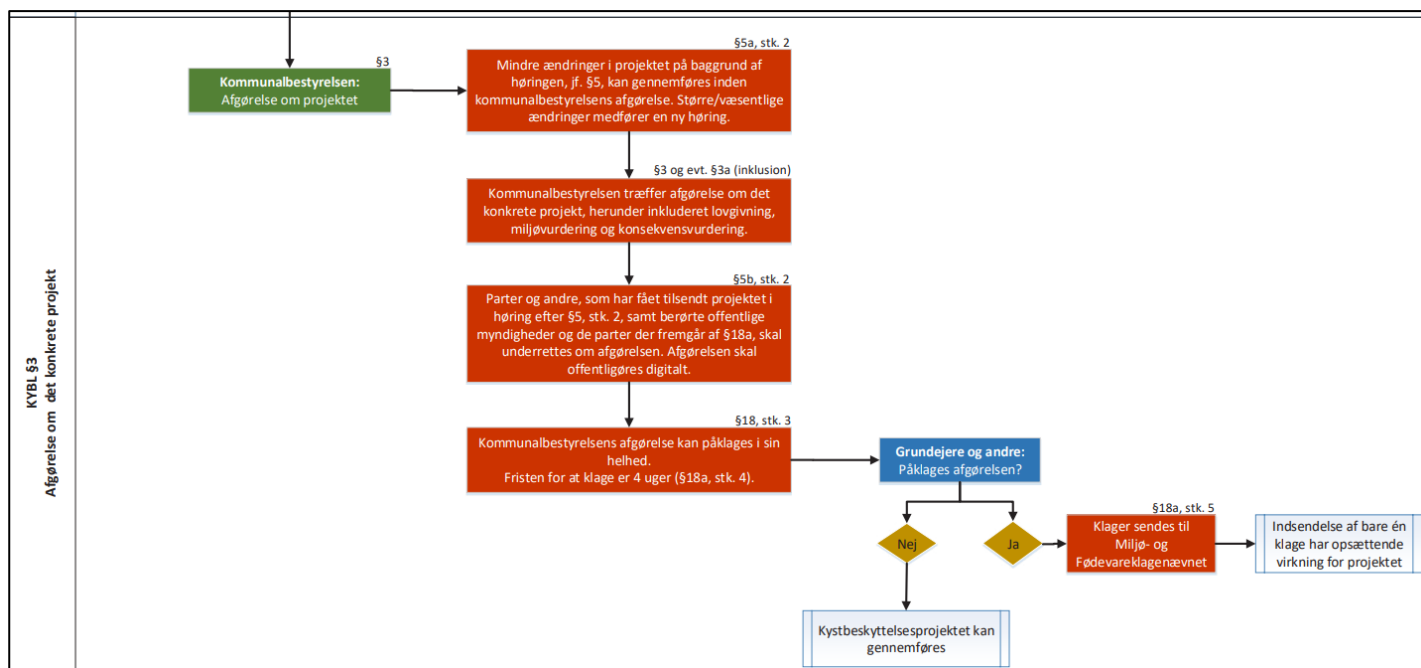 KYBL §3
Afgørelse om det konkrete projekt
§3
Kommunalbestyrelsen:
Afgørelse om projektet
§5a, stk. 2
Mindre ændringer i projektet på baggrund af
høringen, jf. §5, kan gennemføres inden
kommunalbestyrelsens afgørelse. Større/væsentlige
ændringer medfører en ny høring.
§3 og evt. §3a (inklusion)
Kommunalbestyrelsen træffer afgørelse om det
konkrete projekt, herunder inkluderet lovgivning,
miljøvurdering og konsekvensvurdering.
§5b, stk. 2
Parter og andre, som har fået tilsendt projektet i
høring efter §5, stk. 2, samt berørte offentlige
myndigheder og de parter der fremgår af §18a, skal
underrettes om afgørelsen. Afgørelsen skal
offentligøres digitalt.
§18, stk. 3
Kommunalbestyrelsens afgørelse kan påklages i sin
helhed.
Fristen for at klage er 4 uger (§18a, stk. 4).
Grundejere og andre:
Påklages afgørelsen?
Nej
Ja
§18a, stk. 5
Klager sendes til
Miljø- og
Fødevareklagenævnet
Indsendelse af bare én
klage har opsættende
virkning for projektet
Kystbeskyttelsesprojektet kan
gennemføres